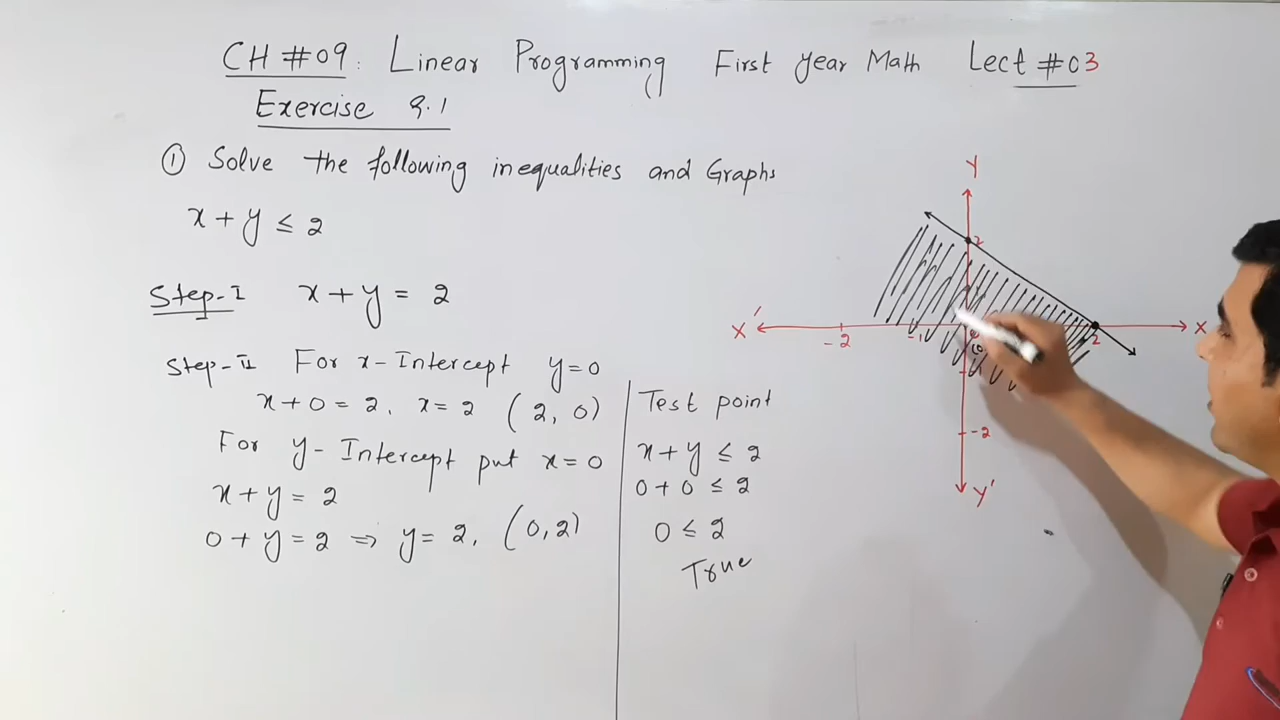 CH #09: Linear Programming First year Math Lect #03
Exercise 9.1
① Solve the following inequalities and Graphs
x + y ≤ 2
Step-I x + y = 2
Step-II For x-Intercept y=0
x + 0 = 2, x = 2 (2, 0)
For y-Intercept put x=0
x + y = 2
0 + y = 2 ⇒ y = 2, (0,2)
Test point
x + y ≤ 2
0 + 0 ≤ 2
0 ≤ 2
True
Y
2
X' X
-2 -1 2
-2
Y'